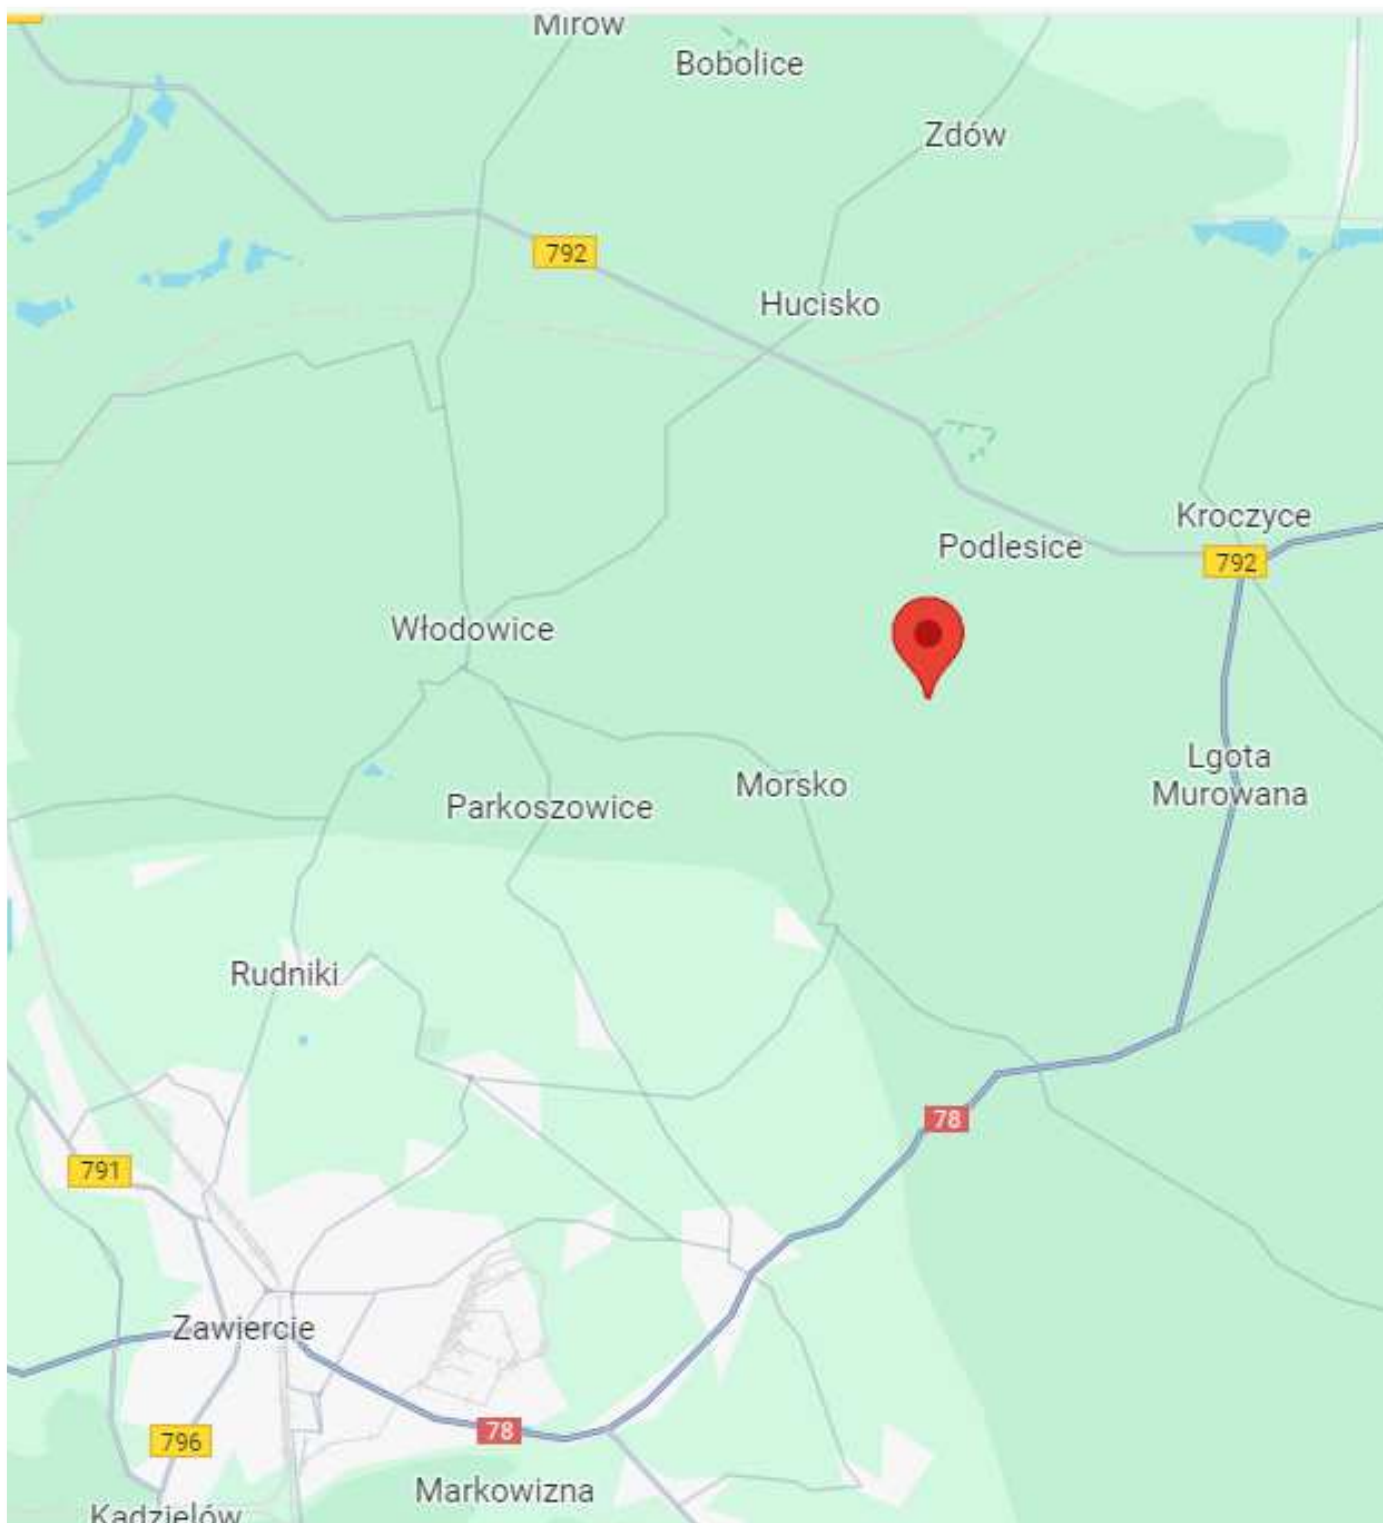 Mirów
Bobolice
Zdów
792
Hucisko
Kroczyce
Podlesice
792
Włodowice
Lgota
Murowana
Morsko
Parkoszowice
Rudniki
78
791
Zawiercie
78
796
Markowizna
Kądzielów